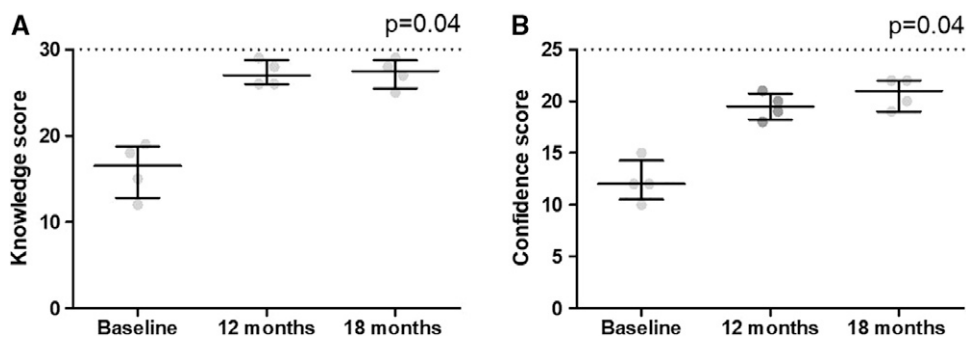 A
p=0.04
Knowledge score
30
20
10
0
Baseline
12 months
18 months
B
p=0.04
Confidence score
25
20
15
10
5
0
Baseline
12 months
18 months